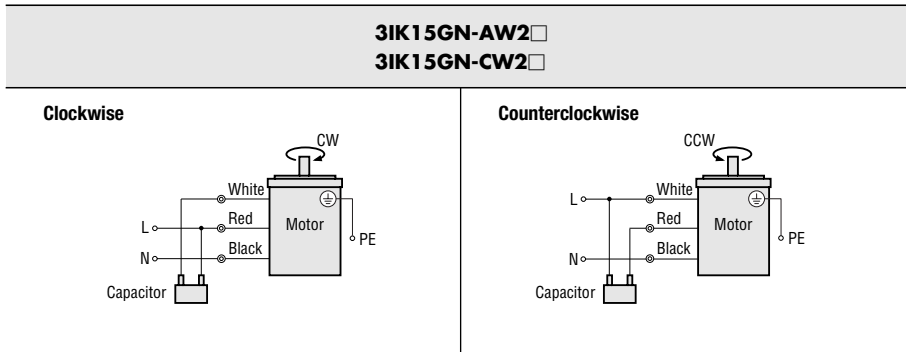 3IK15GN-AW2□
3IK15GN-CW2□
Clockwise
CW
White
L
Red
Motor
PE
N
Black
Capacitor
Counterclockwise
CCW
L
White
Red
Motor
PE
N
Black
Capacitor